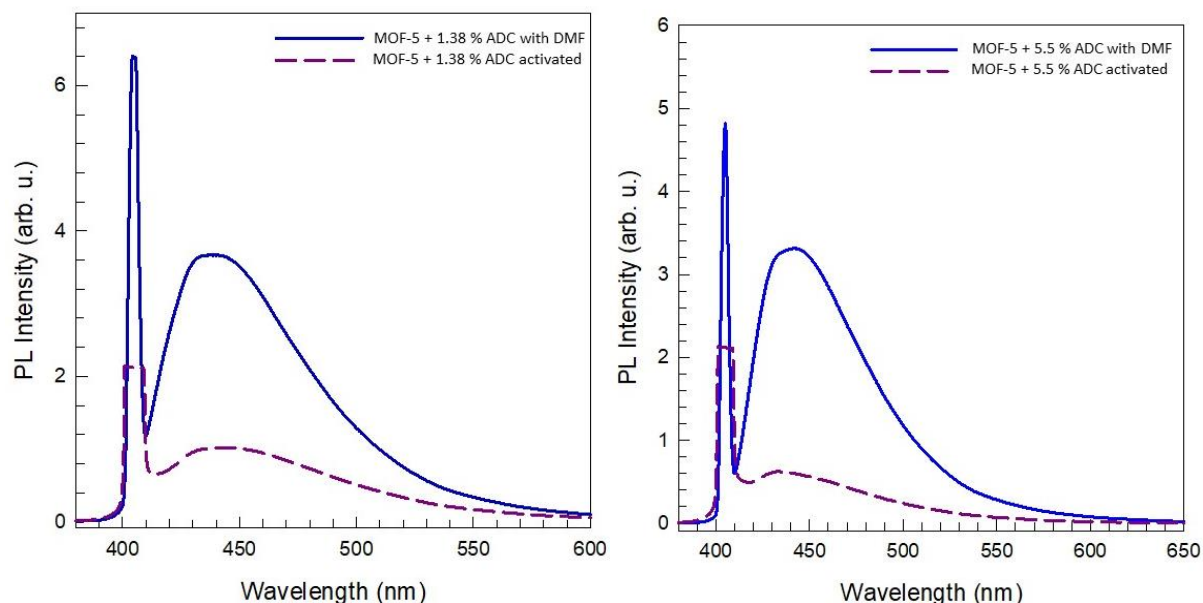 MOF-5 + 1.38 % ADC with DMF
MOF-5 + 1.38 % ADC activated
PL Intensity (arb. u.)
6
4
2
0
400
450
500
550
600
Wavelength (nm)
MOF-5 + 5.5 % ADC with DMF
MOF-5 + 5.5 % ADC activated
PL Intensity (arb. u.)
6
5
4
3
2
1
0
400
450
500
550
600
650
Wavelength (nm)